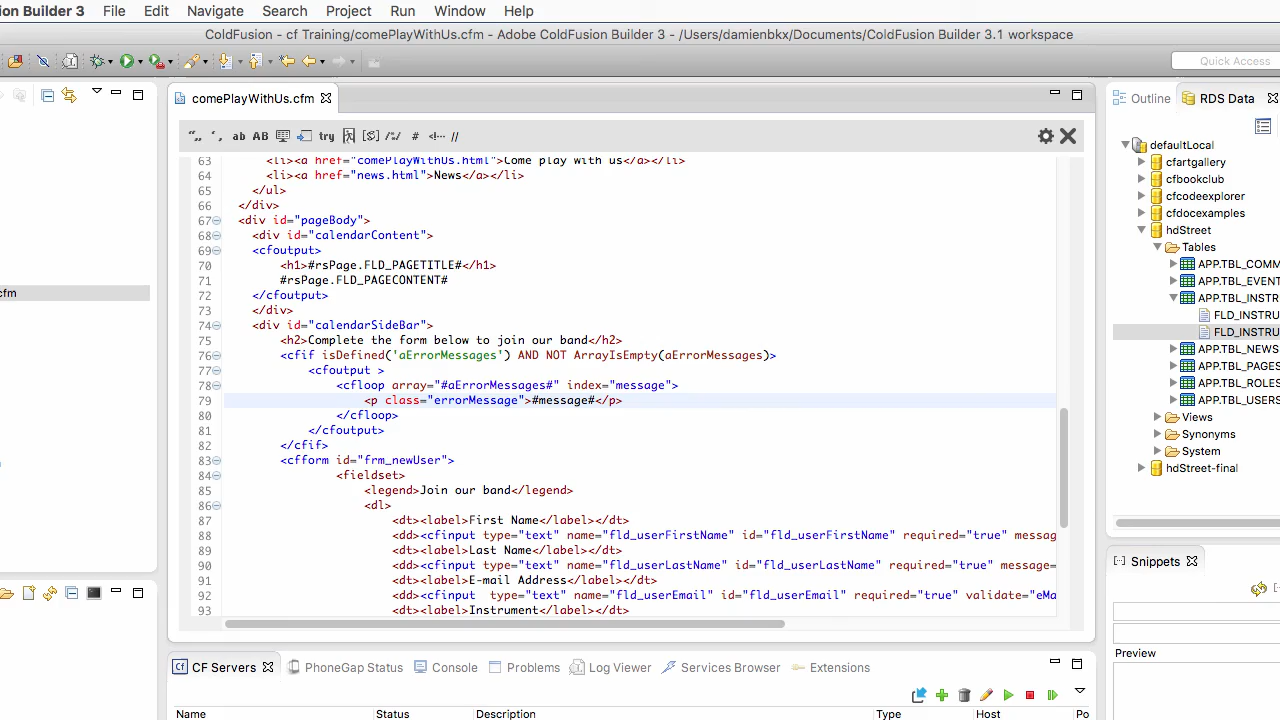 on Builder 3 File Edit Navigate Search Project Run Window Help
ColdFusion - cf Training/comePlayWithUs.cfm - Adobe ColdFusion Builder 3 - /Users/damienbkx/Documents/ColdFusion Builder 3.1 workspace
Quick Access
comePlayWithUs.cfm
ab AB try # //
63 <li><a href="comePlayWithUs.html">Come play with us</a></li>
64 <li><a href="news.html">News</a></li>
65 </ul>
66 </div>
67 <div id="pageBody">
68 <div id="calendarContent">
69 <cfoutput>
70 <h1>#rsPage.FLD_PAGETITLE#</h1>
71 #rsPage.FLD_PAGECONTENT#
72 </cfoutput>
73 </div>
74 <div id="calendarSideBar">
75 <h2>Complete the form below to join our band</h2>
76 <cfif isDefined('aErrorMessages') AND NOT ArrayIsEmpty(aErrorMessages)>
77 <cfoutput >
78 <cfloop array="#aErrorMessages#" index="message">
79 <p class="errorMessage">#message#</p>
80 </cfloop>
81 </cfoutput>
82 </cfif>
83 <cfform id="frm_newUser">
84 <fieldset>
85 <legend>Join our band</legend>
86 <dl>
87 <dt><label>First Name</label></dt>
88 <dd><cfinput type="text" name="fld_userFirstName" id="fld_userFirstName" required="true" messag
89 <dt><label>Last Name</label></dt>
90 <dd><cfinput type="text" name="fld_userLastName" id="fld_userLastName" required="true" message=
91 <dt><label>E-mail Address</label></dt>
92 <dd><cfinput type="text" name="fld_userEmail" id="fld_userEmail" required="true" validate="eMa
93 <dt><label>Instrument</label></dt>
cfm
Outline RDS Data
defaultLocal
cfartgallery
cfbookclub
cfcodeexplorer
cfdocexamples
hdStreet
Tables
APP.TBL_COMM
APP.TBL_EVENT
APP.TBL_INSTR
FLD_INSTRU
FLD_INSTRU
APP.TBL_NEWS
APP.TBL_PAGES
APP.TBL_ROLES
APP.TBL_USERS
Views
Synonyms
System
hdStreet-final
Snippets
Preview
Cf CF Servers PhoneGap Status Console Problems Log Viewer Services Browser Extensions
Name Status Description Type Host Po